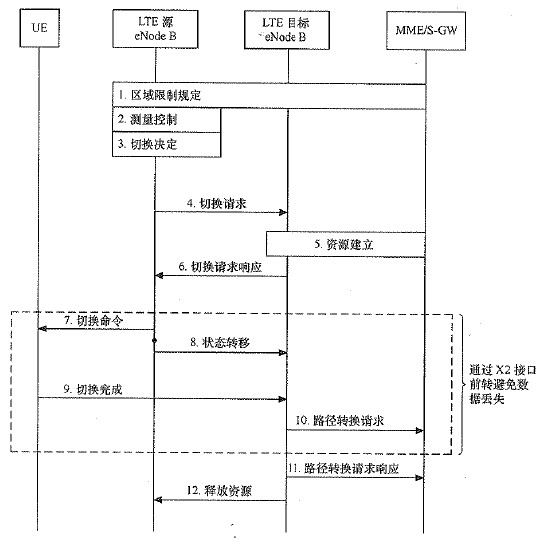 UE
LTE 源
eNode B
LTE 目标
eNode B
MME/S-GW
1. 区域限制规定
2. 测量控制
3. 切换决定
4. 切换请求
5. 资源建立
6. 切换请求响应
7. 切换命令
8. 状态转移
9. 切换完成
10. 路径转换请求
通过 X2 接口
前转避免数
据丢失
11. 路径转换请求响应
12. 释放资源